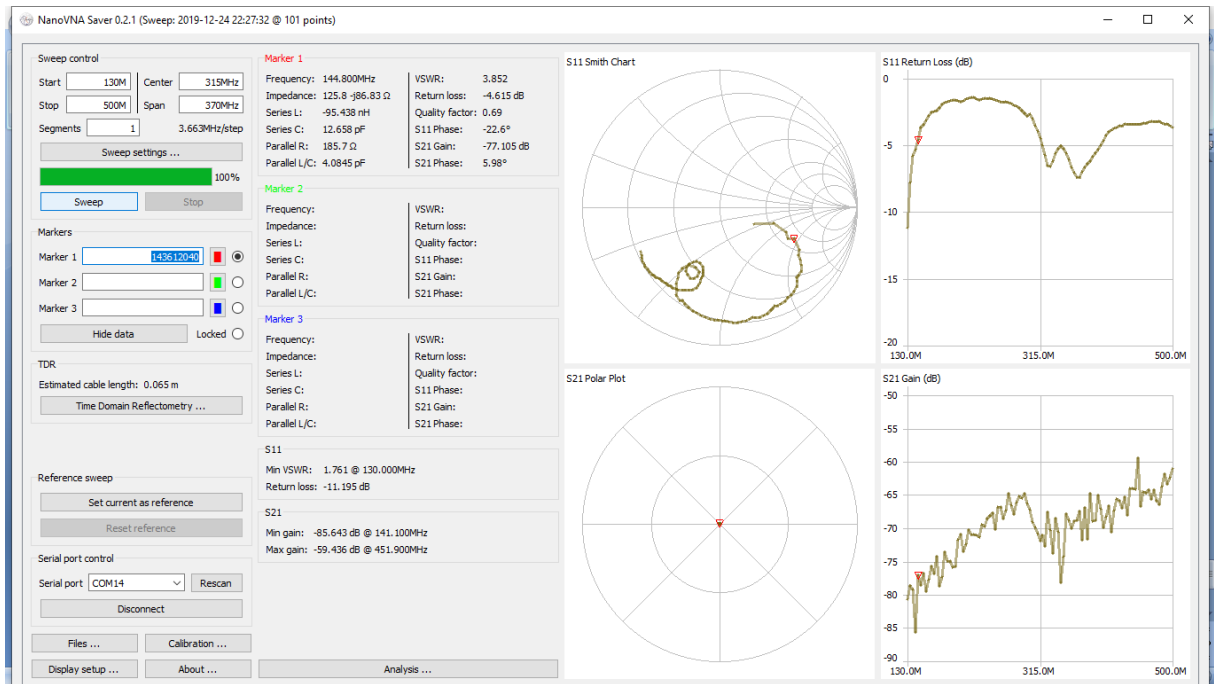 NanoVNA Saver 0.2.1 (Sweep: 2019-12-24 22:27:32 @ 101 points)
Sweep control
Start 130M Center 315MHz
Stop 500M Span 370MHz
Segments 1 3.663MHz/step
Sweep settings ...
100%
Sweep Stop
Markers
Marker 1 143612040
Marker 2
Marker 3
Hide data Locked
TDR
Estimated cable length: 0.065 m
Time Domain Reflectometry ...
Reference sweep
Set current as reference
Reset reference
Serial port control
Serial port COM14 Rescan
Disconnect
Files ... Calibration ...
Display setup ... About ...
Marker 1
Frequency: 144.800MHz VSWR: 3.852
Impedance: 125.8 -j86.83 Ω Return loss: -4.615 dB
Series L: -95.438 nH Quality factor: 0.69
Series C: 12.658 pF S11 Phase: -22.6°
Parallel R: 185.7 Ω S21 Gain: -77.105 dB
Parallel L/C: 4.0845 pF S21 Phase: 5.98°
Marker 2
Frequency: VSWR:
Impedance: Return loss:
Series L: Quality factor:
Series C: S11 Phase:
Parallel R: S21 Gain:
Parallel L/C: S21 Phase:
Marker 3
Frequency: VSWR:
Impedance: Return loss:
Series L: Quality factor:
Series C: S11 Phase:
Parallel R: S21 Gain:
Parallel L/C: S21 Phase:
S11
Min VSWR: 1.761 @ 130.000MHz
Return loss: -11.195 dB
S21
Min gain: -85.643 dB @ 141.100MHz
Max gain: -59.436 dB @ 451.900MHz
Analysis ...
S11 Smith Chart
S11 Return Loss (dB)
0
-5
-10
-15
-20
130.0M 315.0M 500.0M
S21 Polar Plot
S21 Gain (dB)
-50
-55
-60
-65
-70
-75
-80
-85
-90
130.0M 315.0M 500.0M